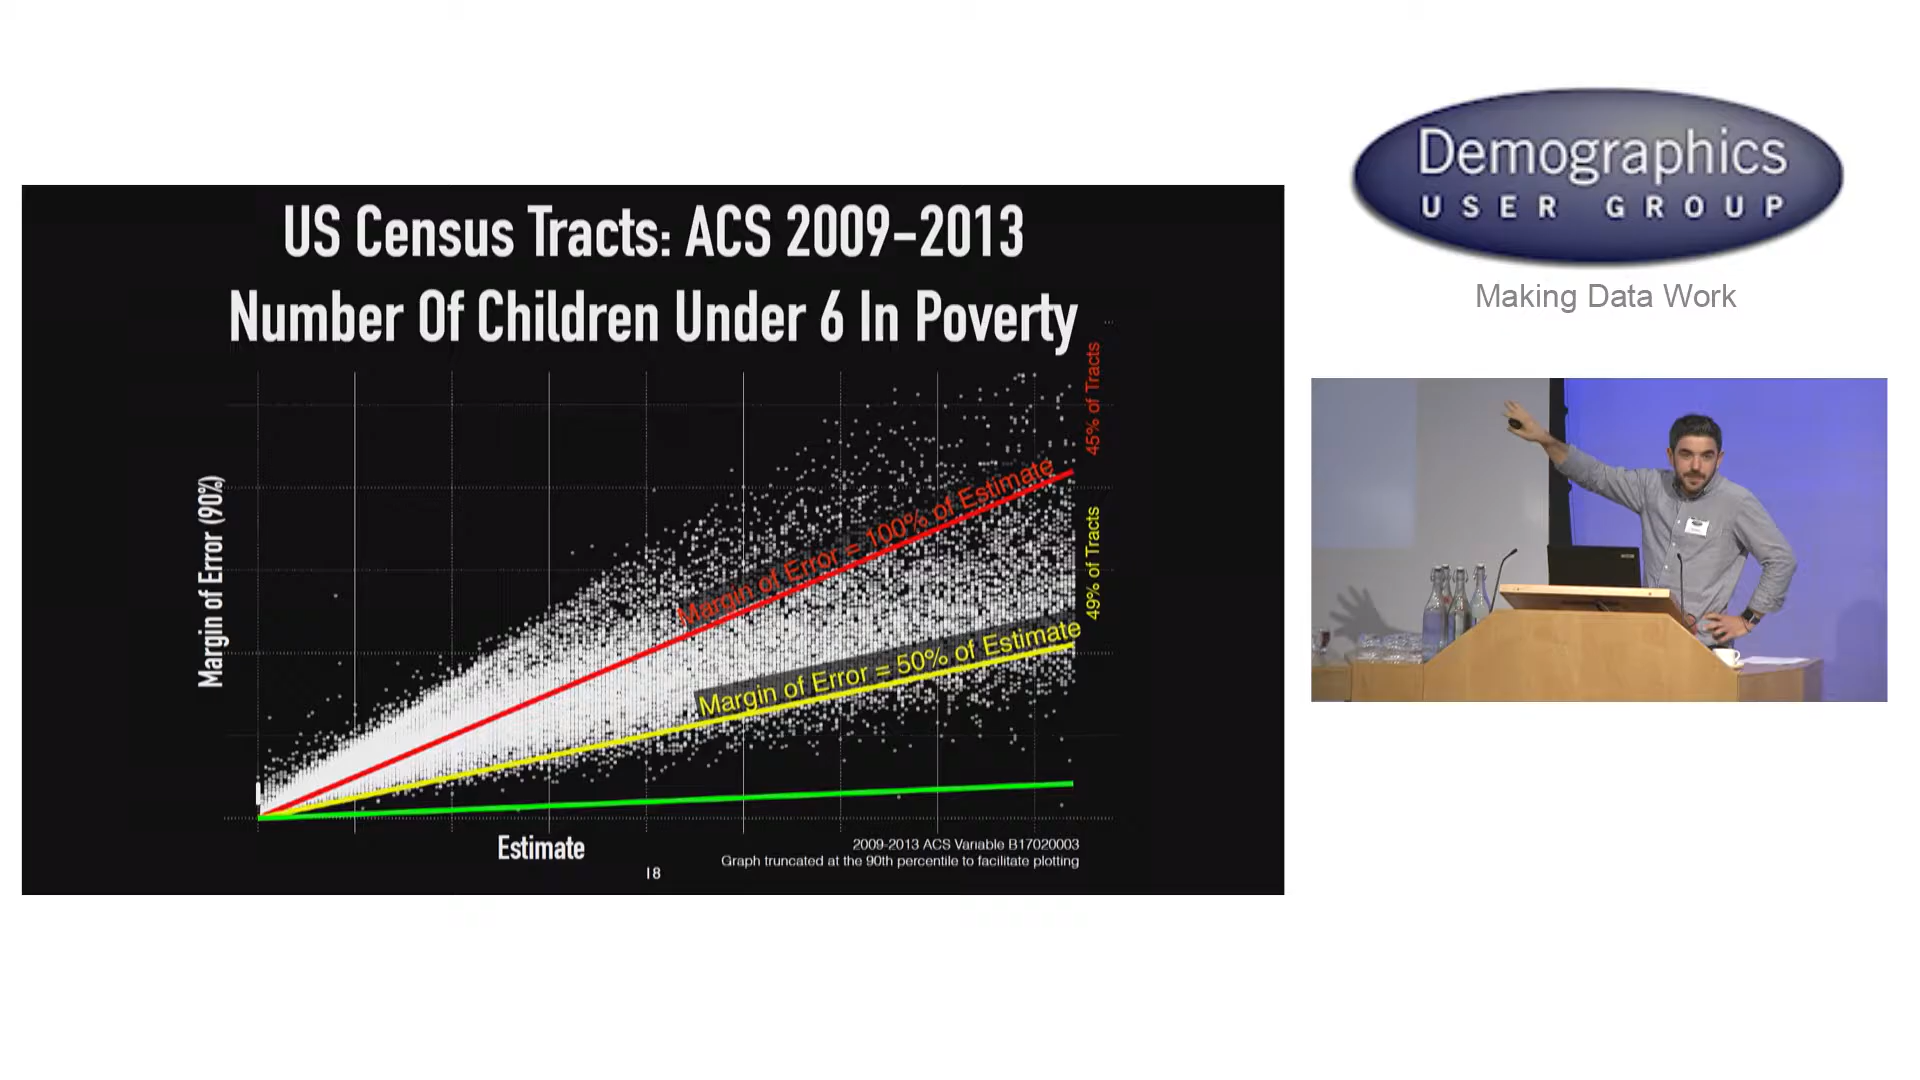 US Census Tracts: ACS 2009–2013
Number Of Children Under 6 In Poverty
45% of Tracts
49% of Tracts
Margin of Error (90%)
Margin of Error = 100% of Estimate
Margin of Error = 50% of Estimate
Estimate
2009-2013 ACS Variable B17020003
Graph truncated at the 90th percentile to facilitate plotting
18
Demographics
USER GROUP
Making Data Work